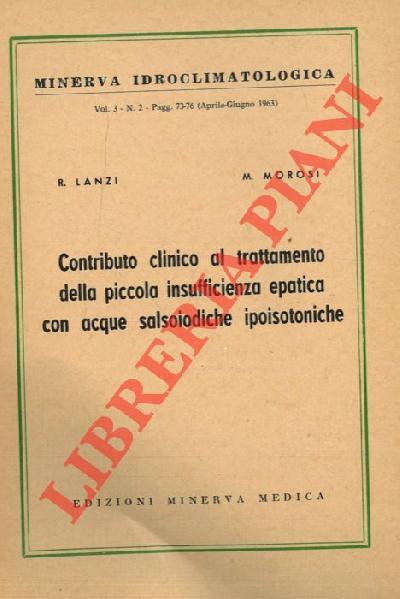 MINERVA IDROCLIMATOLOGICA
Vol. 3 - N. 2 - Pagg. 73-76 (Aprile-Giugno 1963)
R. LANZI M. MOROSI
Contributo clinico al trattamento
della piccola insufficienza epatica
con acque salsoiodiche ipoisotoniche
EDIZIONI MINERVA MEDICA
LIBRERIA PIANI